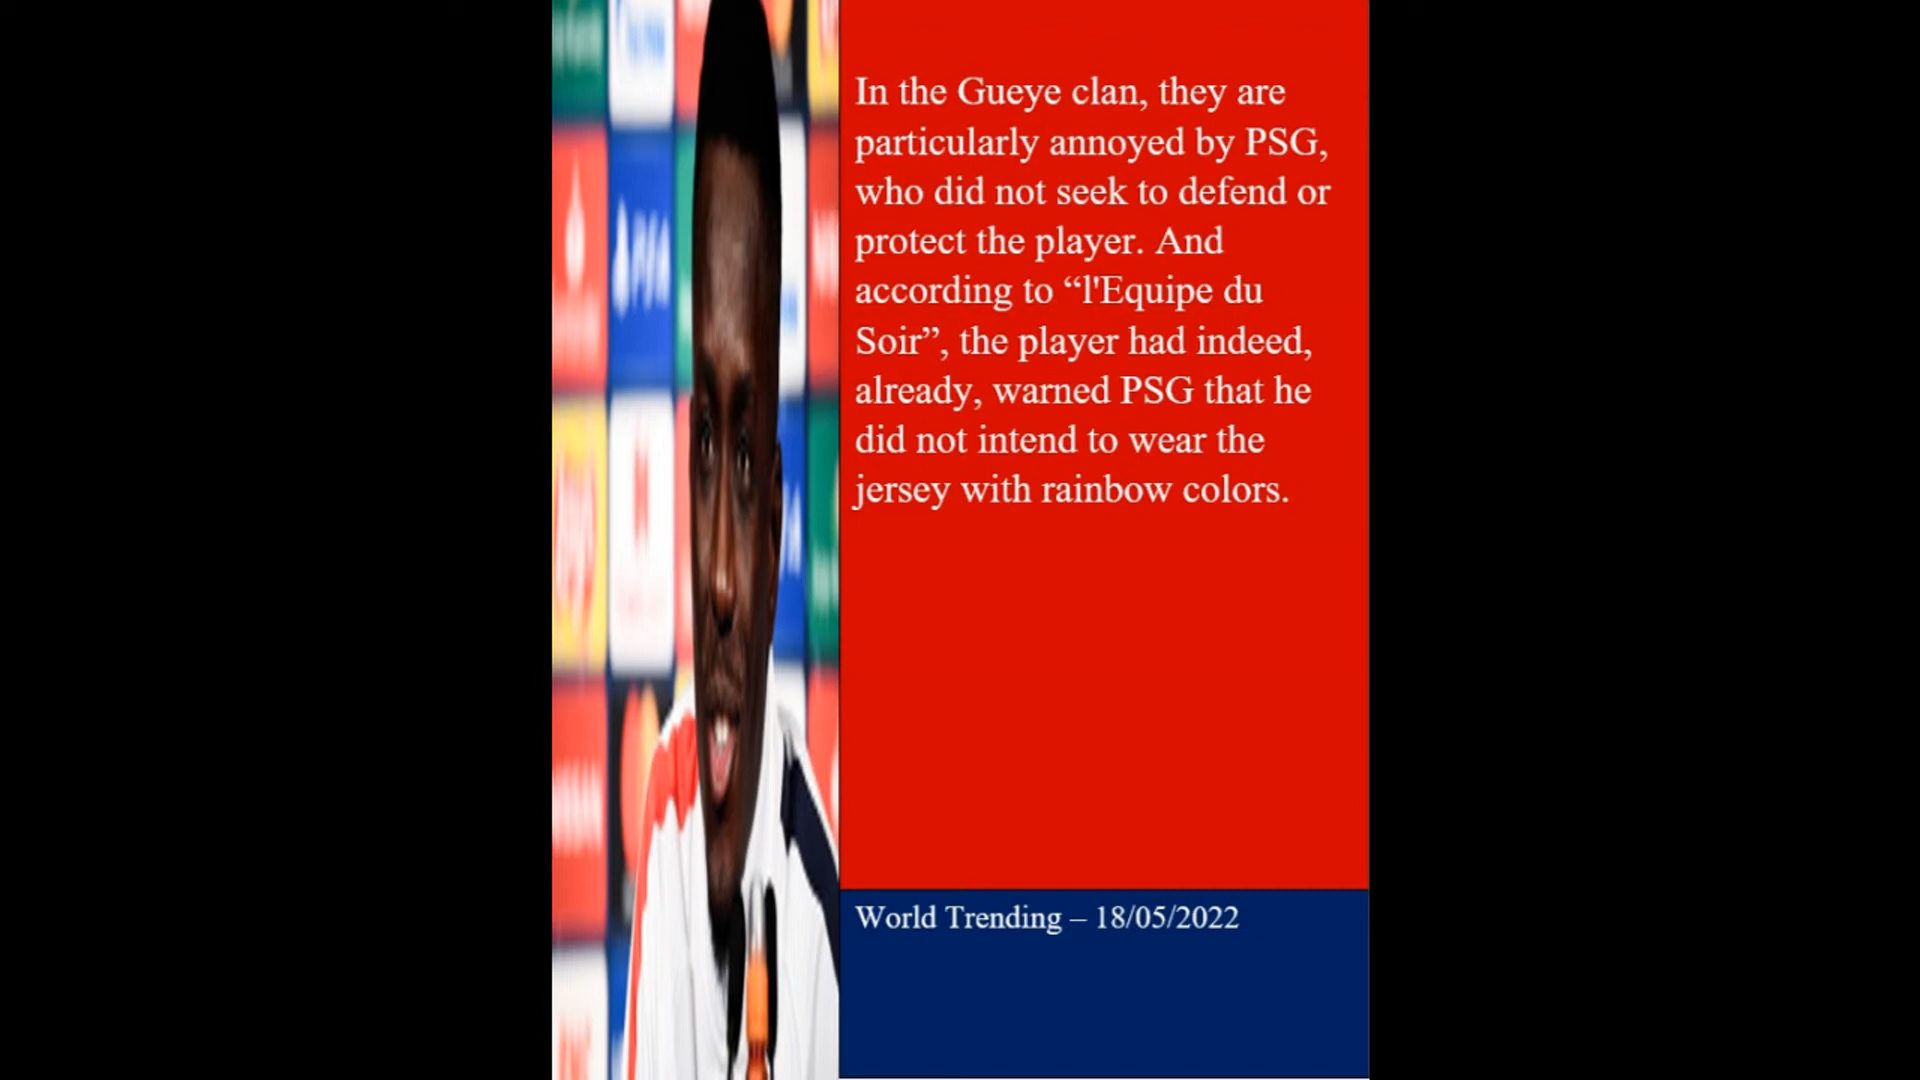 In the Gueye clan, they are
particularly annoyed by PSG,
who did not seek to defend or
protect the player. And
according to “l'Equipe du
Soir”, the player had indeed,
already, warned PSG that he
did not intend to wear the
jersey with rainbow colors.
World Trending – 18/05/2022